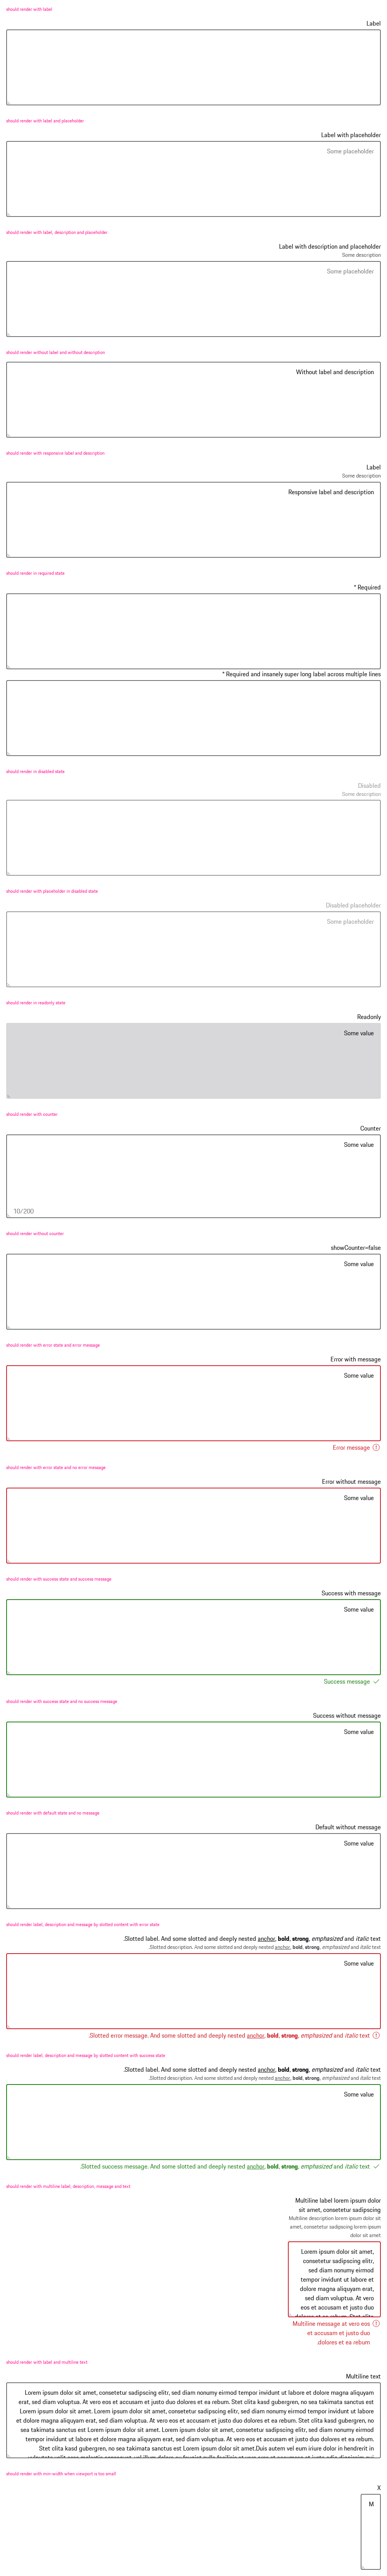 should render with label
Label
should render with label and placeholder
Label with placeholder
Some placeholder
should render with label, description and placeholder
Label with description and placeholder
Some description
Some placeholder
should render without label and without description
Without label and description
should render with responsive label and description
Label
Some description
Responsive label and description
should render in required state
* Required
* Required and insanely super long label across multiple lines
should render in disabled state
Disabled
Some description
should render with placeholder in disabled state
Disabled placeholder
Some placeholder
should render in readonly state
Readonly
Some value
should render with counter
Counter
Some value
10/200
should render without counter
showCounter=false
Some value
should render with error state and error message
Error with message
Some value
Error message
should render with error state and no error message
Error without message
Some value
should render with success state and success message
Success with message
Some value
Success message
should render with success state and no success message
Success without message
Some value
should render with default state and no message
Default without message
Some value
should render label, description and message by slotted content with error state
.Slotted label. And some slotted and deeply nested anchor, bold, strong, emphasized and italic text
.Slotted description. And some slotted and deeply nested anchor, bold, strong, emphasized and italic text
Some value
.Slotted error message. And some slotted and deeply nested anchor, bold, strong, emphasized and italic text
should render label, description and message by slotted content with success state
.Slotted label. And some slotted and deeply nested anchor, bold, strong, emphasized and italic text
.Slotted description. And some slotted and deeply nested anchor, bold, strong, emphasized and italic text
Some value
.Slotted success message. And some slotted and deeply nested anchor, bold, strong, emphasized and italic text
should render with multiline label, description, message and text
Multiline label lorem ipsum dolor
sit amet, consetetur sadipscing
Multiline description lorem ipsum dolor sit
amet, consetetur sadipscing lorem ipsum
dolor sit amet
Lorem ipsum dolor sit amet,
consetetur sadipscing elitr,
sed diam nonumy eirmod
tempor invidunt ut labore et
dolore magna aliquyam erat,
sed diam voluptua. At vero
eos et accusam et justo duo
dolores et ea rebum. Stet clita
Multiline message at vero eos
et accusam et justo duo
.dolores et ea rebum
should render with label and multiline text
Multiline text
Lorem ipsum dolor sit amet, consetetur sadipscing elitr, sed diam nonumy eirmod tempor invidunt ut labore et dolore magna aliquyam
erat, sed diam voluptua. At vero eos et accusam et justo duo dolores et ea rebum. Stet clita kasd gubergren, no sea takimata sanctus est
Lorem ipsum dolor sit amet. Lorem ipsum dolor sit amet, consetetur sadipscing elitr, sed diam nonumy eirmod tempor invidunt ut labore
et dolore magna aliquyam erat, sed diam voluptua. At vero eos et accusam et justo duo dolores et ea rebum. Stet clita kasd gubergren, no
sea takimata sanctus est Lorem ipsum dolor sit amet. Lorem ipsum dolor sit amet, consetetur sadipscing elitr, sed diam nonumy eirmod
tempor invidunt ut labore et dolore magna aliquyam erat, sed diam voluptua. At vero eos et accusam et justo duo dolores et ea rebum.
Stet clita kasd gubergren, no sea takimata sanctus est Lorem ipsum dolor sit amet.Duis autem vel eum iriure dolor in hendrerit in
should render with min-width when viewport is too small
X
M